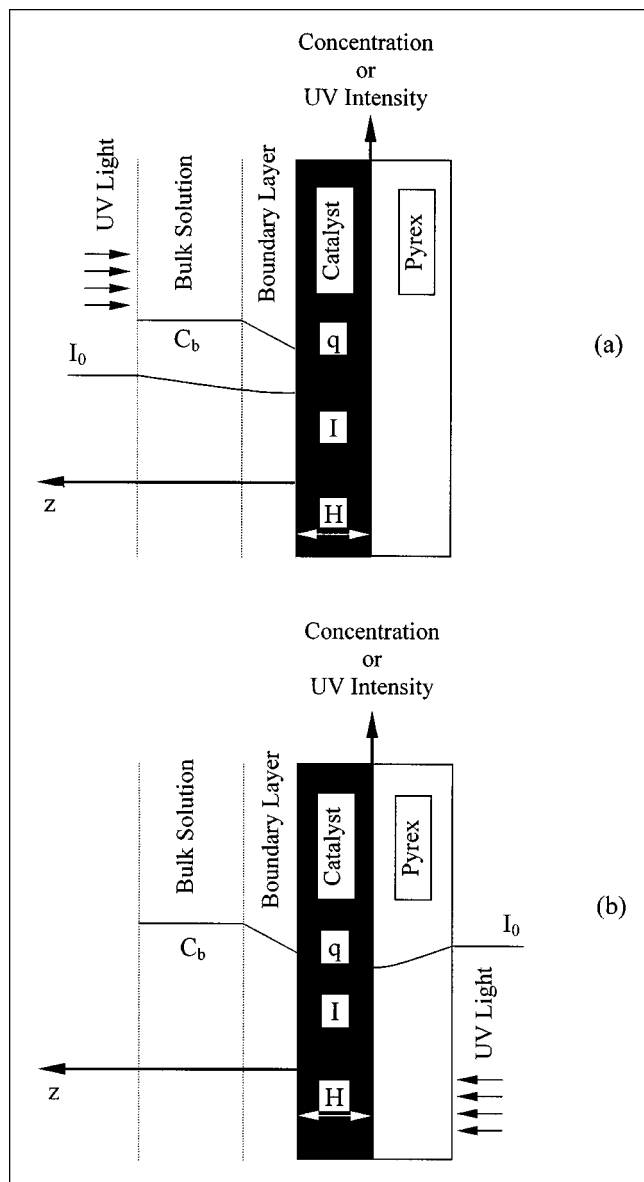 Concentration
or
UV Intensity
UV Light
Bulk Solution
Boundary Layer
Catalyst
Pyrex
q
C_b
I_0
(a)
I
z
H
Concentration
or
UV Intensity
Bulk Solution
Boundary Layer
Catalyst
Pyrex
(b)
C_b
q
I_0
I
UV Light
z
H